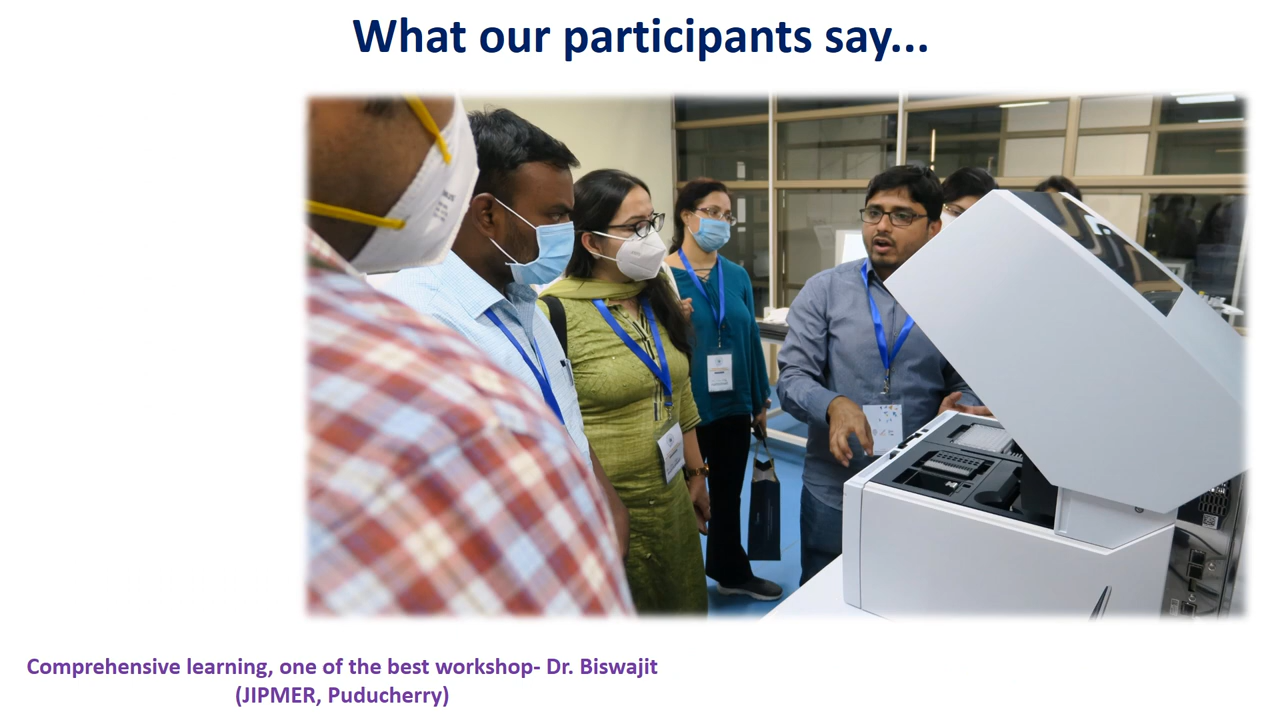 What our participants say...
Comprehensive learning, one of the best workshop- Dr. Biswajit
(JIPMER, Puducherry)